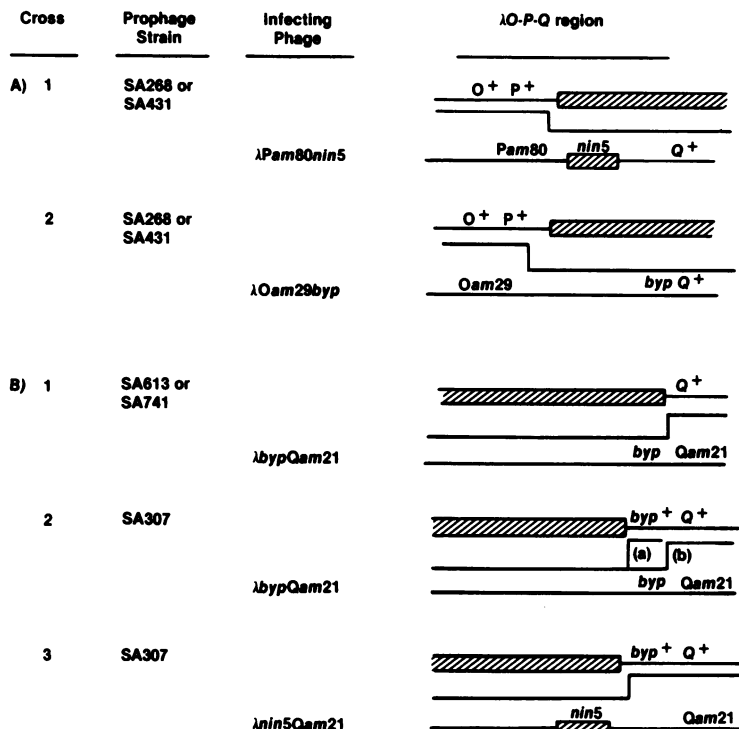 Cross Prophage Strain Infecting Phage λO-P-Q region
A) 1 SA268 or SA431 O + P +
λPam80nin5 Pam80 nin5 Q +
2 SA268 or SA431 O + P +
λOam29byp Oam29 byp Q +
B) 1 SA613 or SA741 Q +
λbypQam21 byp Qam21
2 SA307 byp + Q +
(a) (b)
λbypQam21 byp Qam21
3 SA307 byp + Q +
λnin5Qam21 nin5 Qam21